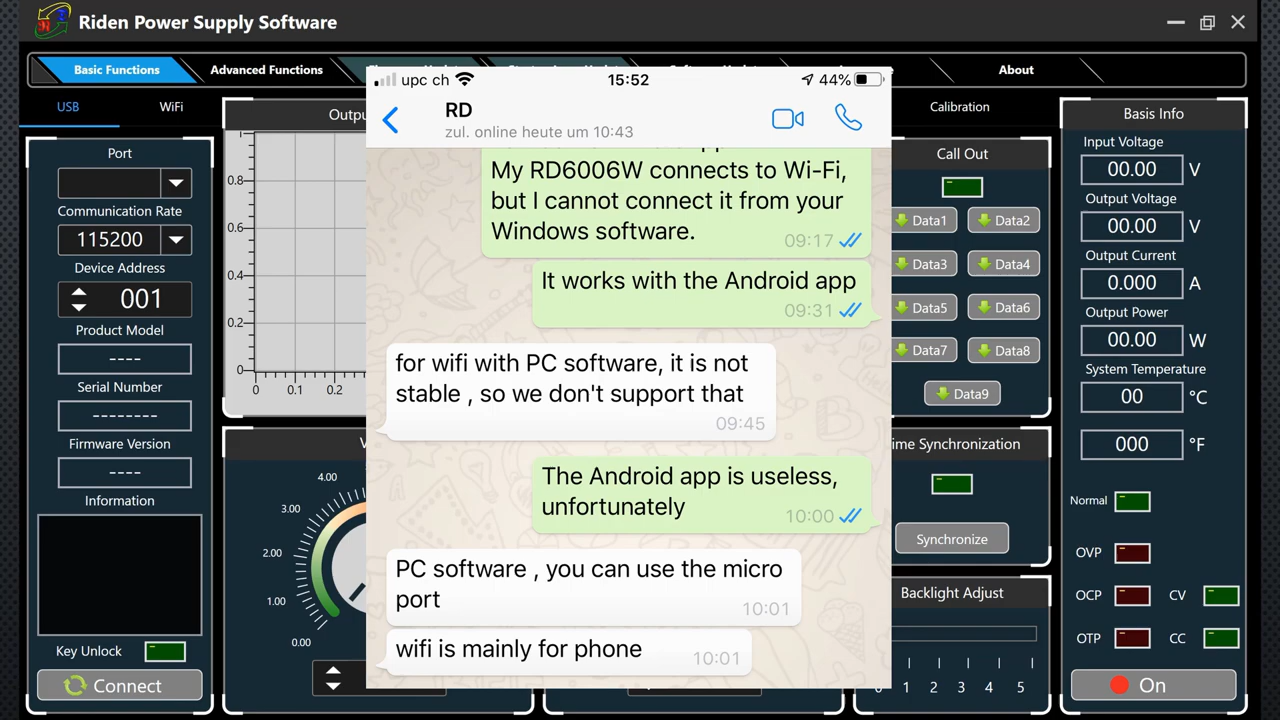 Riden Power Supply Software
Basic Functions
Advanced Functions
About
USB
WiFi
Calibration
Port
Communication Rate
115200
Device Address
001
Product Model
----
Serial Number
--------
Firmware Version
----
Information
Key Unlock
Connect
0.8
0.6
0.4
0.2
0
0
0.1
0.2
4.00
3.00
2.00
1.00
0.00
upc ch
15:52
44%
RD
zul. online heute um 10:43
My RD6006W connects to Wi-Fi,
but I cannot connect it from your
Windows software.
09:17
It works with the Android app
09:31
for wifi with PC software, it is not
stable , so we don't support that
09:45
The Android app is useless,
unfortunately
10:00
PC software , you can use the micro
port
10:01
wifi is mainly for phone
10:01
Call Out
Data1
Data2
Data3
Data4
Data5
Data6
Data7
Data8
Data9
Synchronization
Synchronize
Backlight Adjust
1 2 3 4 5
Basis Info
Input Voltage
00.00 V
Output Voltage
00.00 V
Output Current
0.000 A
Output Power
00.00 W
System Temperature
00 °C
000 °F
Normal
OVP
OCP CV
OTP CC
On